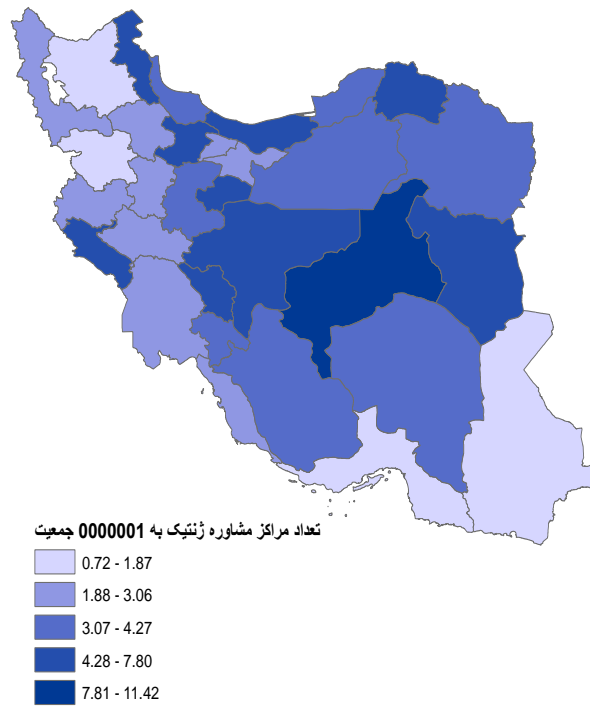 تعداد مراکز مشاوره ژنتیک به 0000001 جمعیت
0.72 - 1.87
1.88 - 3.06
3.07 - 4.27
4.28 - 7.80
7.81 - 11.42